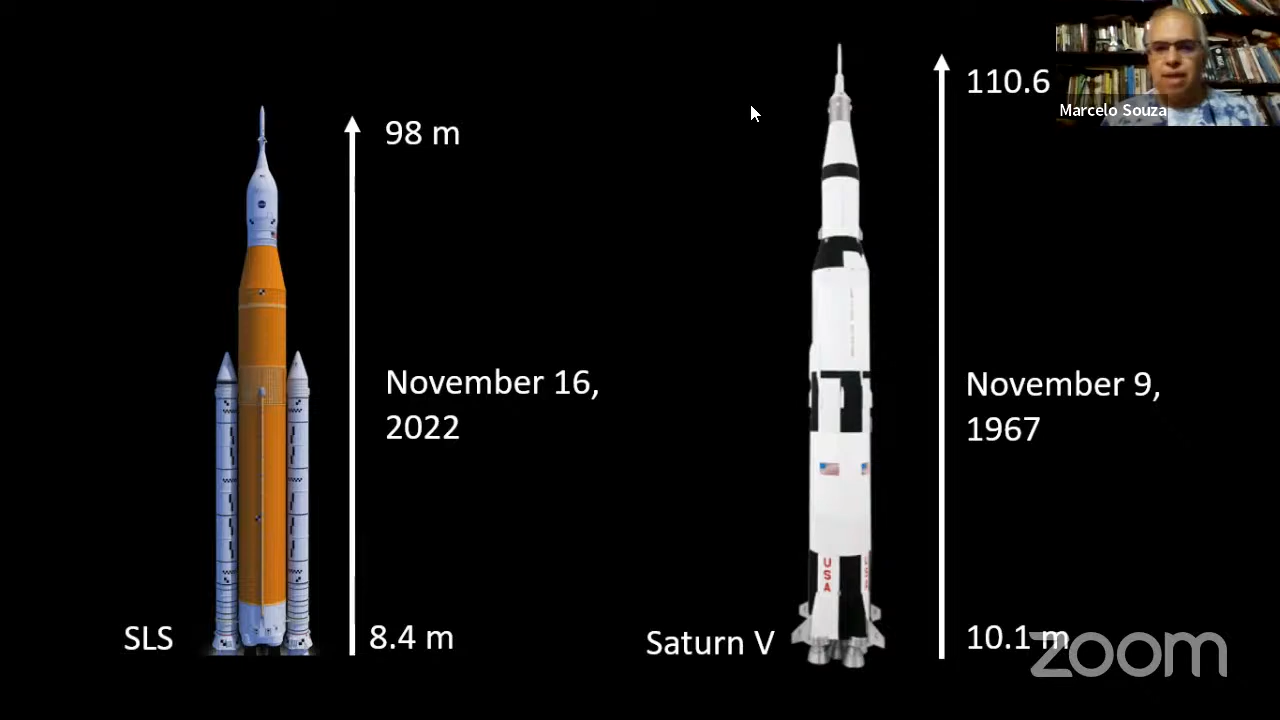 98 m
November 16,
2022
SLS
8.4 m
110.6
November 9,
1967
Saturn V
10.1 m
USA
Marcelo Souza
zoom